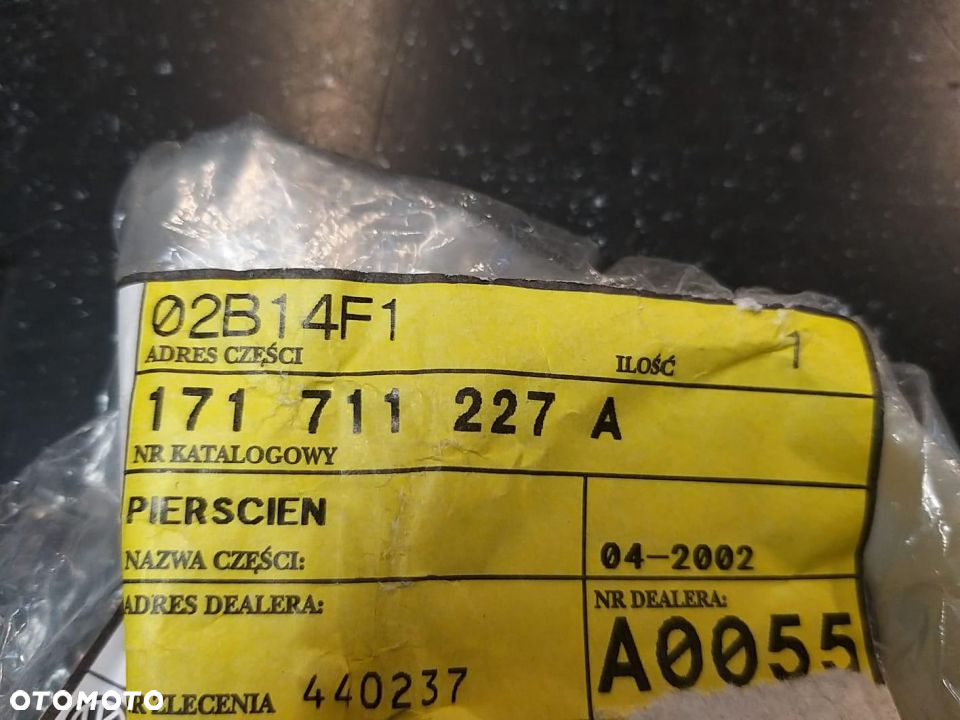 02B14F1
ADRES CZĘŚCI ILOŚĆ 1
171 711 227 A
NR KATALOGOWY
PIERSCIEN
NAZWA CZĘŚCI: 04-2002
ADRES DEALERA: NR DEALERA:
A0055
ZLECENIA 440237
OTOMOTO